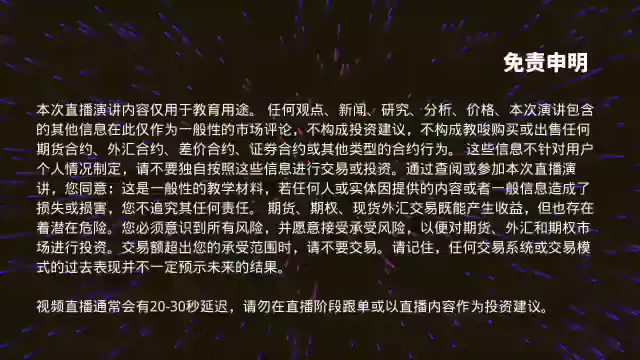 免责申明
本次直播演讲内容仅用于教育用途。 任何观点、新闻、研究、分析、价格、本次演讲包含
的其他信息在此仅作为一般性的市场评论，不构成投资建议，不构成教唆购买或出售任何
期货合约、外汇合约、差价合约、证券合约或其他类型的合约行为。 这些信息不针对用户
个人情况制定，请不要独自按照这些信息进行交易或投资。通过查阅或参加本次直播演
讲，您同意：这是一般性的教学材料，若任何人或实体因提供的内容或者一般信息造成了
损失或损害，您不追究其任何责任。 期货、期权、现货外汇交易既能产生收益，但也存在
着潜在危险。您必须意识到所有风险，并愿意接受承受风险，以便对期货、外汇和期权市
场进行投资。交易额超出您的承受范围时，请不要交易。请记住，任何交易系统或交易模
式的过去表现并不一定预示未来的结果。
视频直播通常会有20-30秒延迟，请勿在直播阶段跟单或以直播内容作为投资建议。